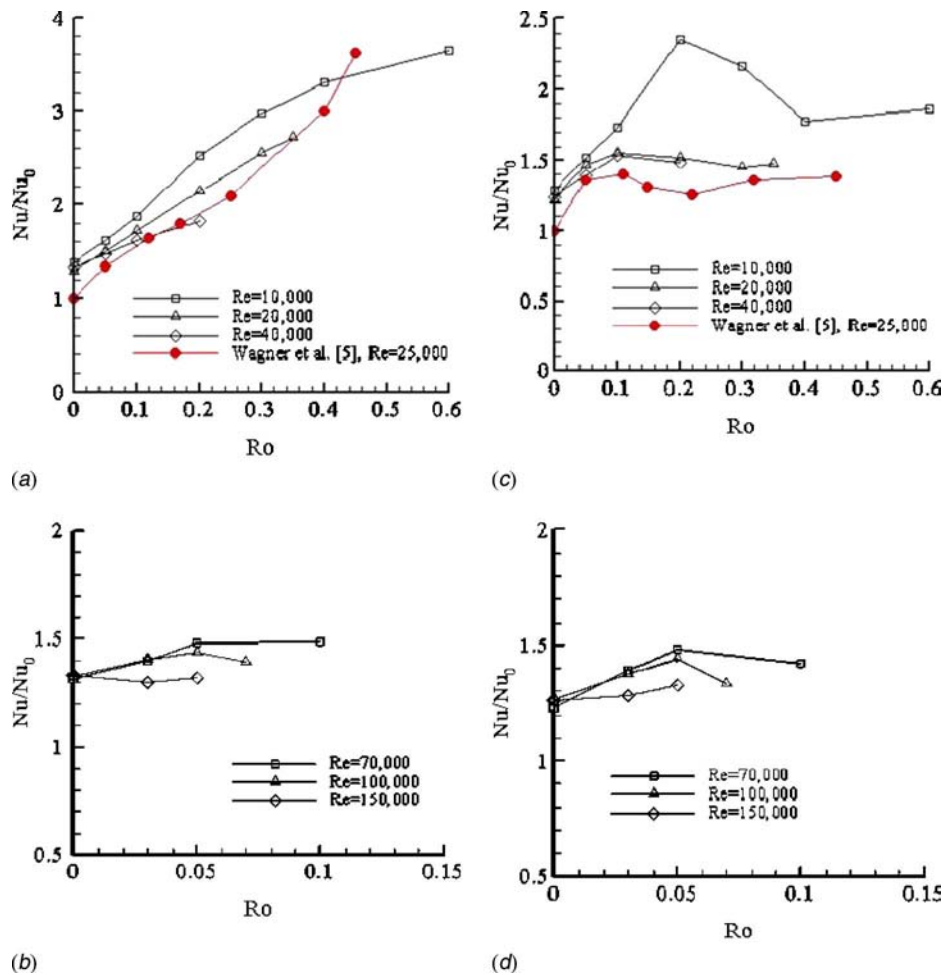 4
3
2
1
0
Nu/Nu0
0 0.1 0.2 0.3 0.4 0.5 0.6
Ro
Re=10,000
Re=20,000
Re=40,000
Wagner et al. [5], Re=25,000
(a)
2.5
2
1.5
1
0.5
0
Nu/Nu0
0 0.1 0.2 0.3 0.4 0.5 0.6
Ro
Re=10,000
Re=20,000
Re=40,000
Wagner et al. [5], Re=25,000
(c)
2
1.5
1
0.5
Nu/Nu0
0 0.05 0.1 0.15
Ro
Re=70,000
Re=100,000
Re=150,000
(b)
2
1.5
1
0.5
Nu/Nu0
0 0.05 0.1 0.15
Ro
Re=70,000
Re=100,000
Re=150,000
(d)